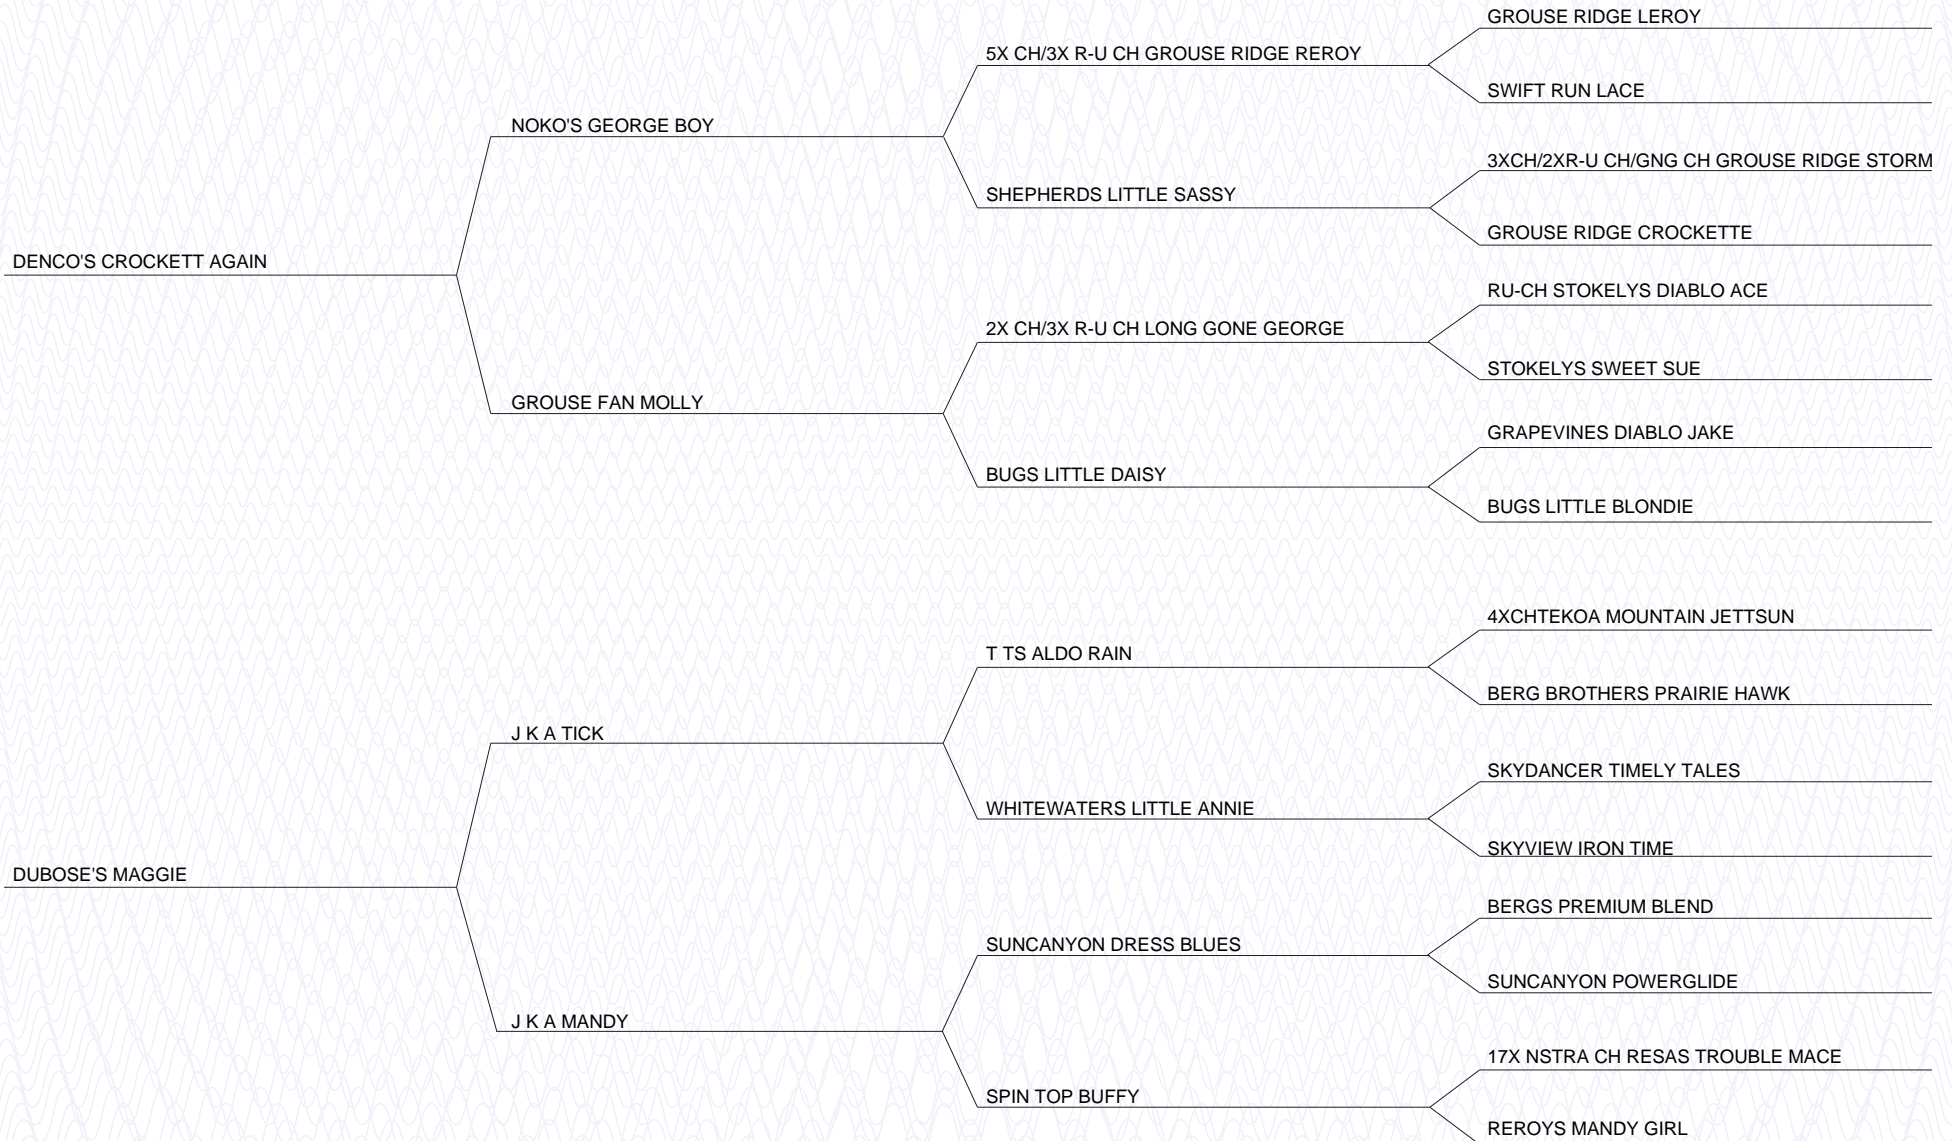 GROUSE RIDGE LEROY
5X CH/3X R-U CH GROUSE RIDGE REROY
SWIFT RUN LACE
NOKO'S GEORGE BOY
3XCH/2XR-U CH/GNG CH GROUSE RIDGE STORM
SHEPHERDS LITTLE SASSY
GROUSE RIDGE CROCKETTE
DENCO'S CROCKETT AGAIN
RU-CH STOKELYS DIABLO ACE
2X CH/3X R-U CH LONG GONE GEORGE
STOKELYS SWEET SUE
GROUSE FAN MOLLY
GRAPEVINES DIABLO JAKE
BUGS LITTLE DAISY
BUGS LITTLE BLONDIE
4XCHTEKOA MOUNTAIN JETTSUN
T TS ALDO RAIN
BERG BROTHERS PRAIRIE HAWK
J K A TICK
SKYDANCER TIMELY TALES
WHITEWATERS LITTLE ANNIE
SKYVIEW IRON TIME
DUBOSE'S MAGGIE
BERGS PREMIUM BLEND
SUNCANYON DRESS BLUES
SUNCANYON POWERGLIDE
J K A MANDY
17X NSTRA CH RESAS TROUBLE MACE
SPIN TOP BUFFY
REROYS MANDY GIRL